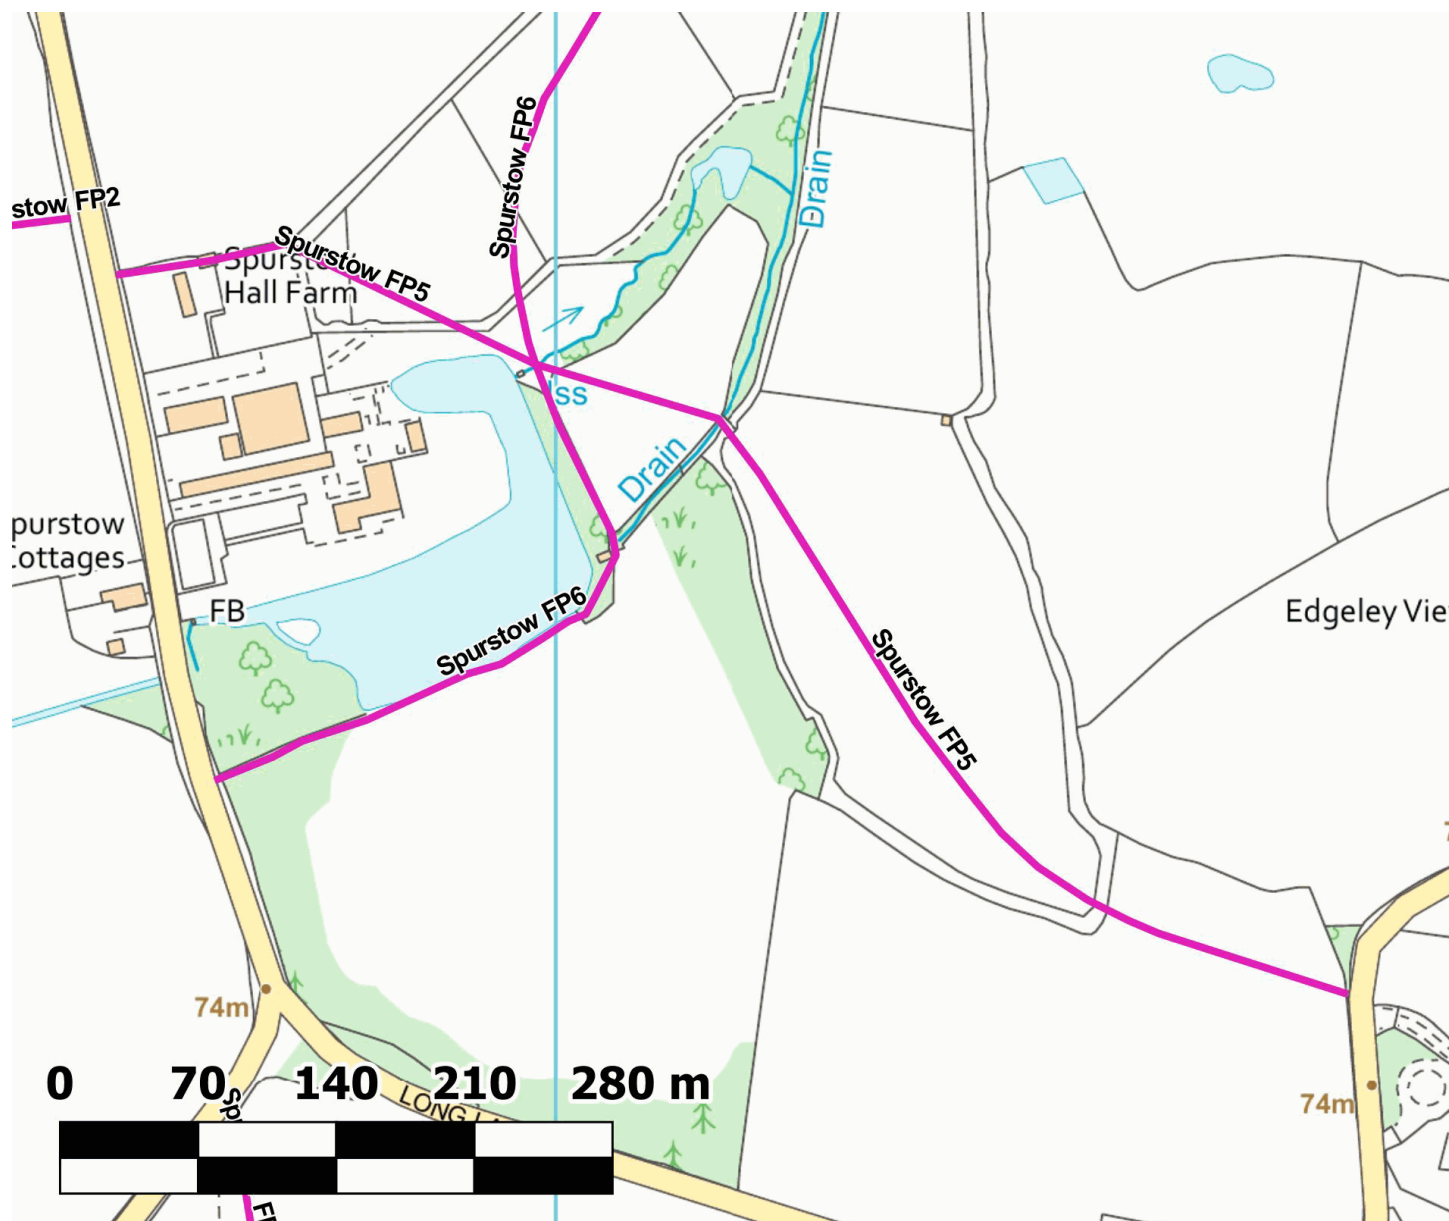 Spurstow FP6
Drain
stow FP2
Spurstow FP5
Spurst
Hall Farm
Iss
Drain
purstow
ottages
FB
Spurstow FP6
Edgeley Vie
Spurstow FP5
74m
0 70 140 210 280 m
LONG L
74m